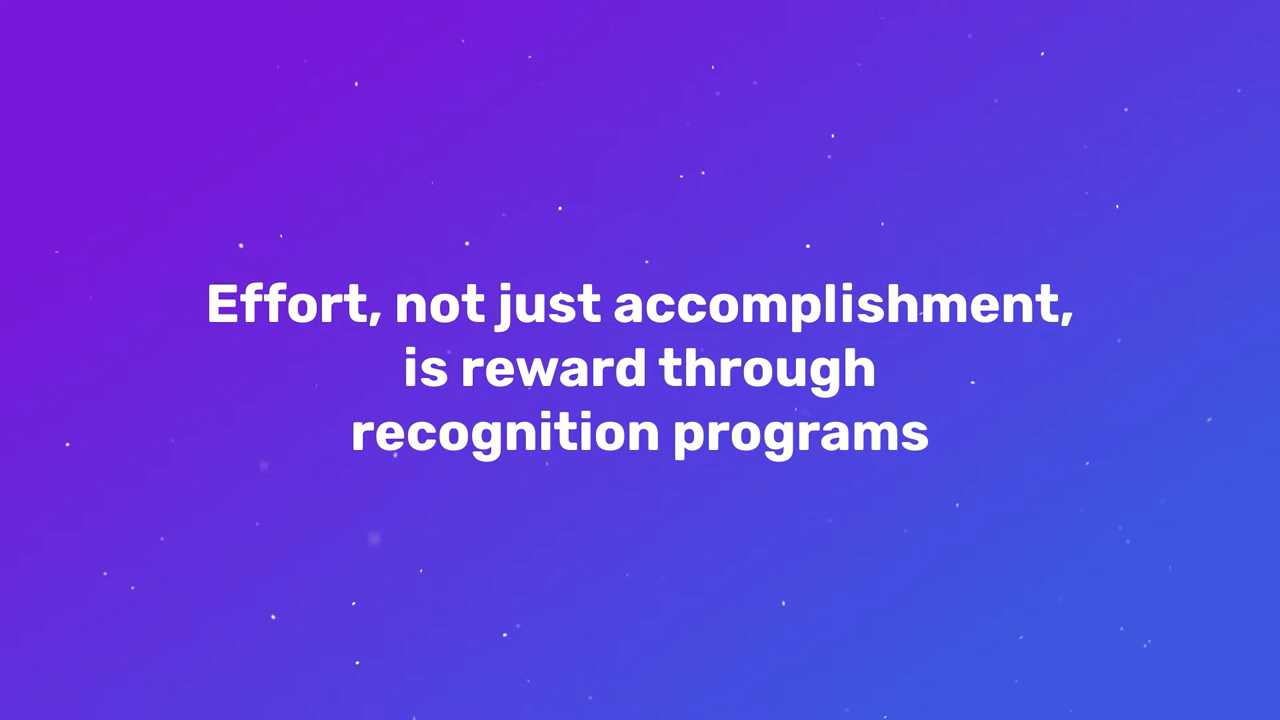 Effort, not just accomplishment,
is reward through
recognition programs